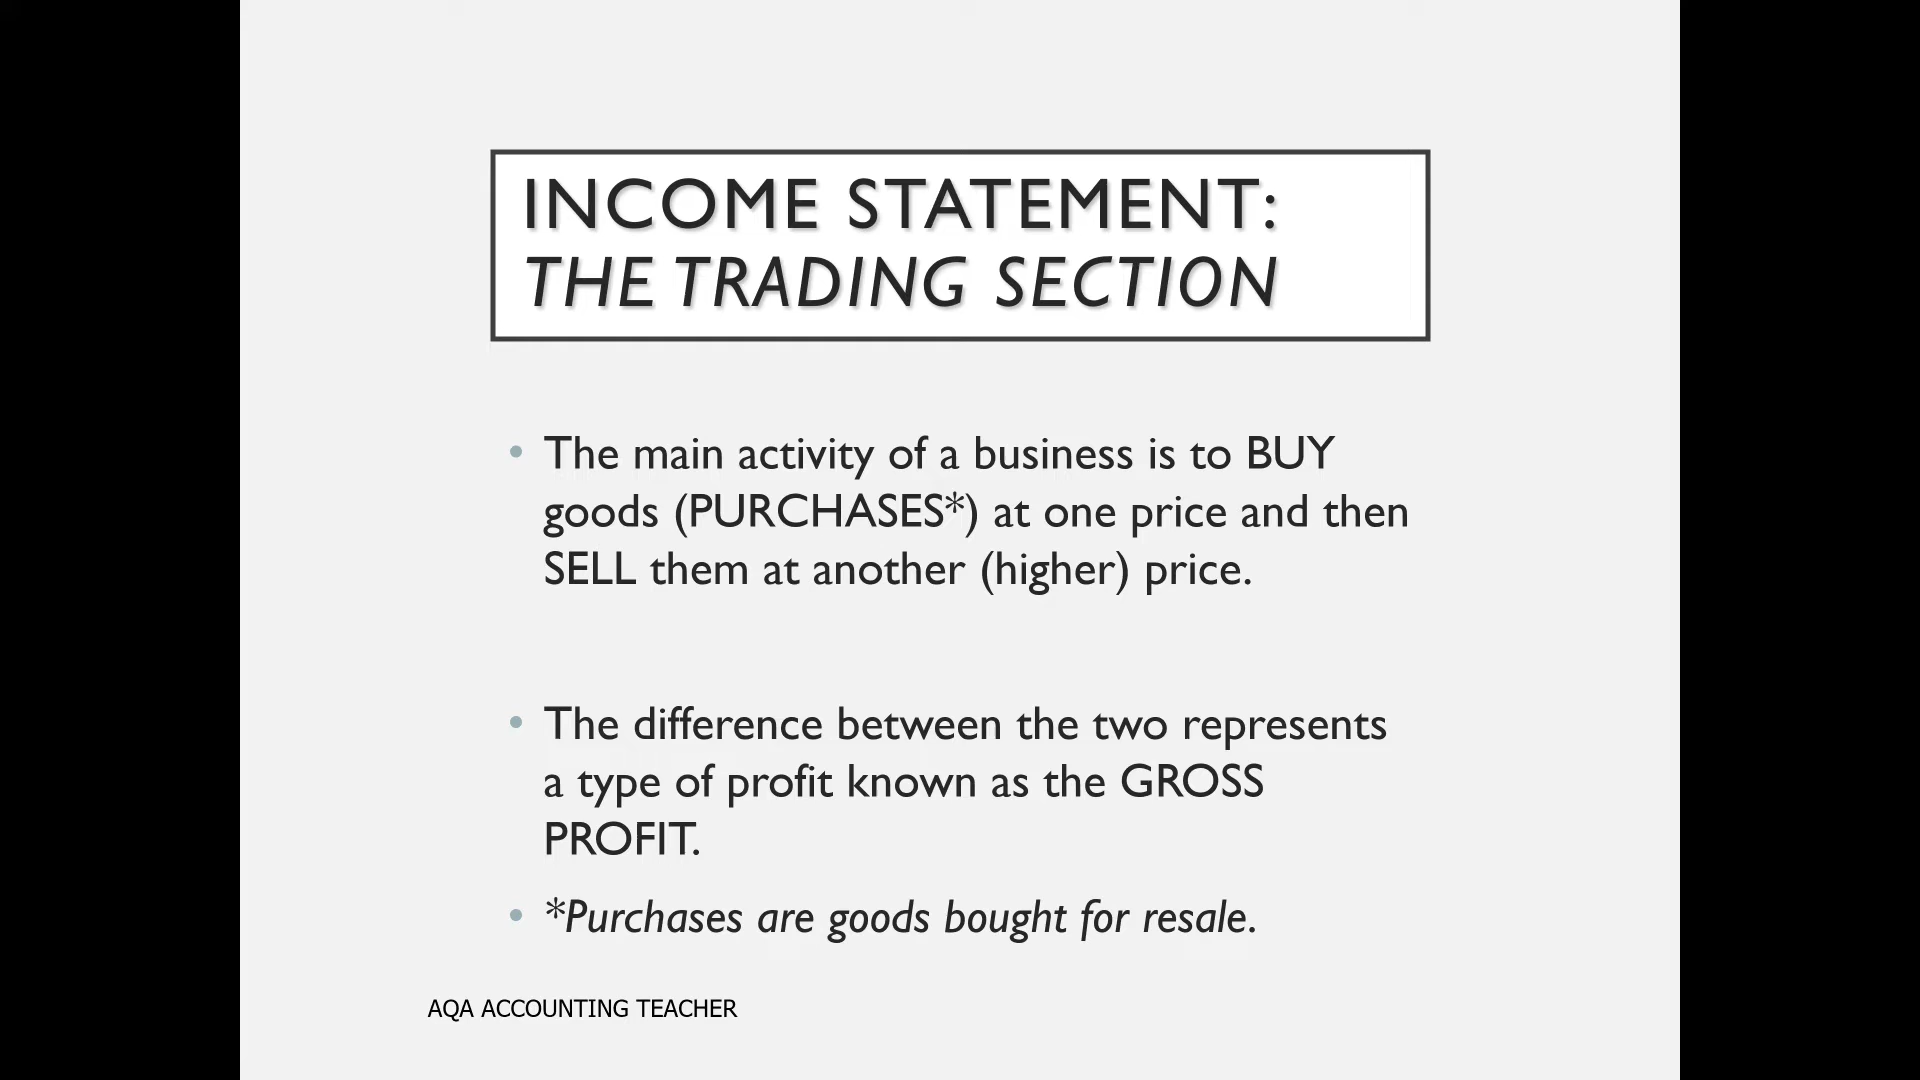 INCOME STATEMENT:
THE TRADING SECTION
• The main activity of a business is to BUY
goods (PURCHASES*) at one price and then
SELL them at another (higher) price.
• The difference between the two represents
a type of profit known as the GROSS
PROFIT.
• *Purchases are goods bought for resale.
AQA ACCOUNTING TEACHER